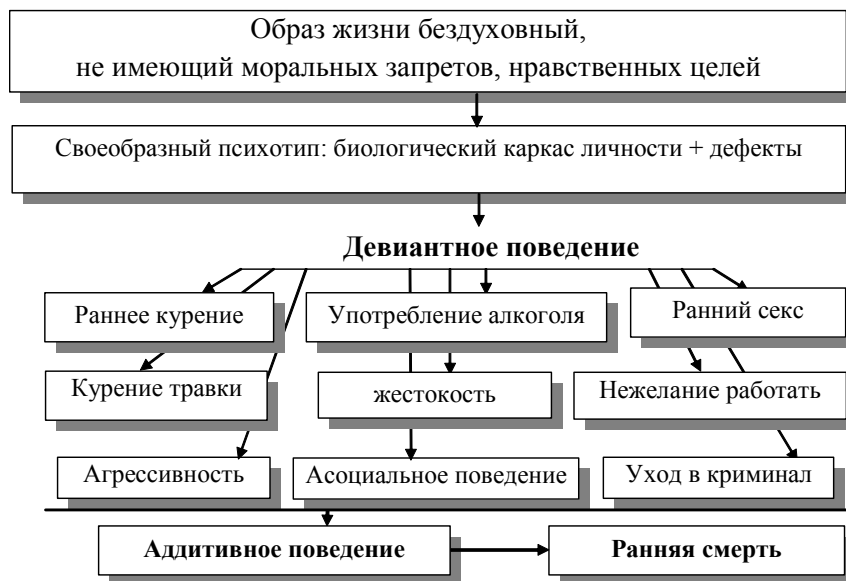 Образ жизни бездуховный,
не имеющий моральных запретов, нравственных целей
Своеобразный психотип: биологический каркас личности + дефекты
Девиантное поведение
Раннее курение
Употребление алкоголя
Ранний секс
Курение травки
жестокость
Нежелание работать
Агрессивность
Асоциальное поведение
Уход в криминал
Аддитивное поведение
Ранняя смерть